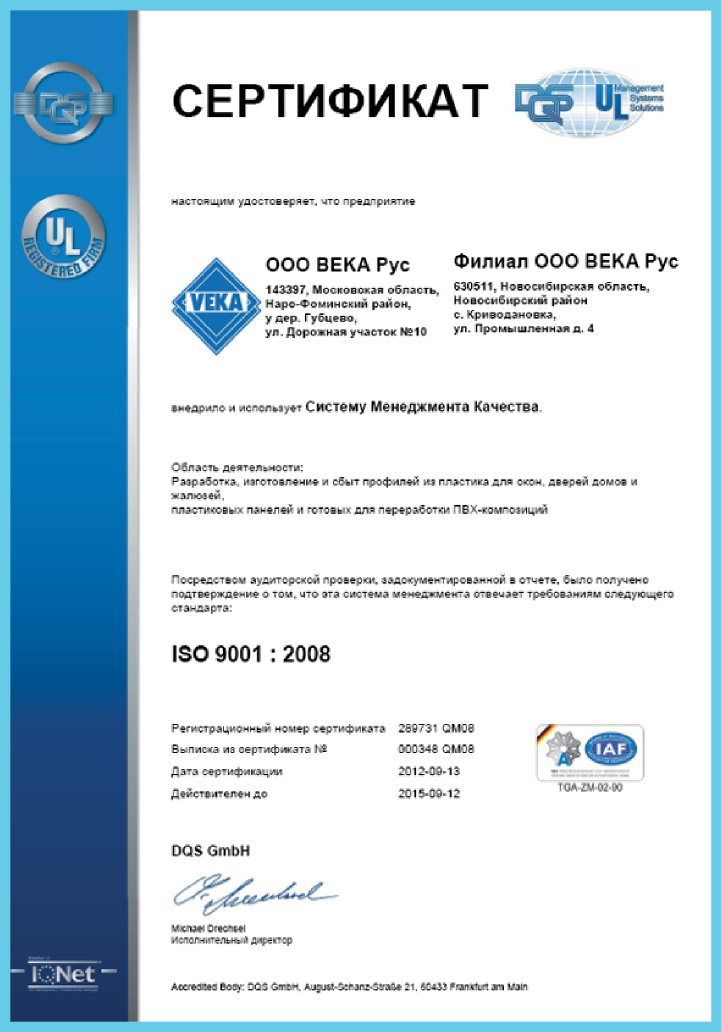 DQS
UL
®
REGISTERED FIRM
СЕРТИФИКАТ
DQS
UL
Management
Systems
Solutions
настоящим удостоверяет, что предприятие
VEKA
ООО ВЕКА Рус
143397, Московская область,
Наро-Фоминский район,
у дер. Губцево,
ул. Дорожная участок №10
Филиал ООО ВЕКА Рус
630511, Новосибирская область,
Новосибирский район
с. Криводановка,
ул. Промышленная д. 4
внедрило и использует Систему Менеджмента Качества.
Область деятельности:
Разработка, изготовление и сбыт профилей из пластика для окон, дверей домов и
жалюзей,
пластиковых панелей и готовых для переработки ПВХ-композиций
Посредством аудиторской проверки, задокументированной в отчете, было получено
подтверждение о том, что эта система менеджмента отвечает требованиям следующего
стандарта:
ISO 9001 : 2008
Регистрационный номер сертификата 289731 QM08
Выписка из сертификата № 000348 QM08
Дата сертификации 2012-09-13
Действителен до 2015-09-12
A
IAF
TGA-ZM-02-90
DQS GmbH
Michael Drechsel
Исполнительный директор
IQNet
Accredited Body: DQS GmbH, August-Schanz-Straße 21, 60433 Frankfurt am Main